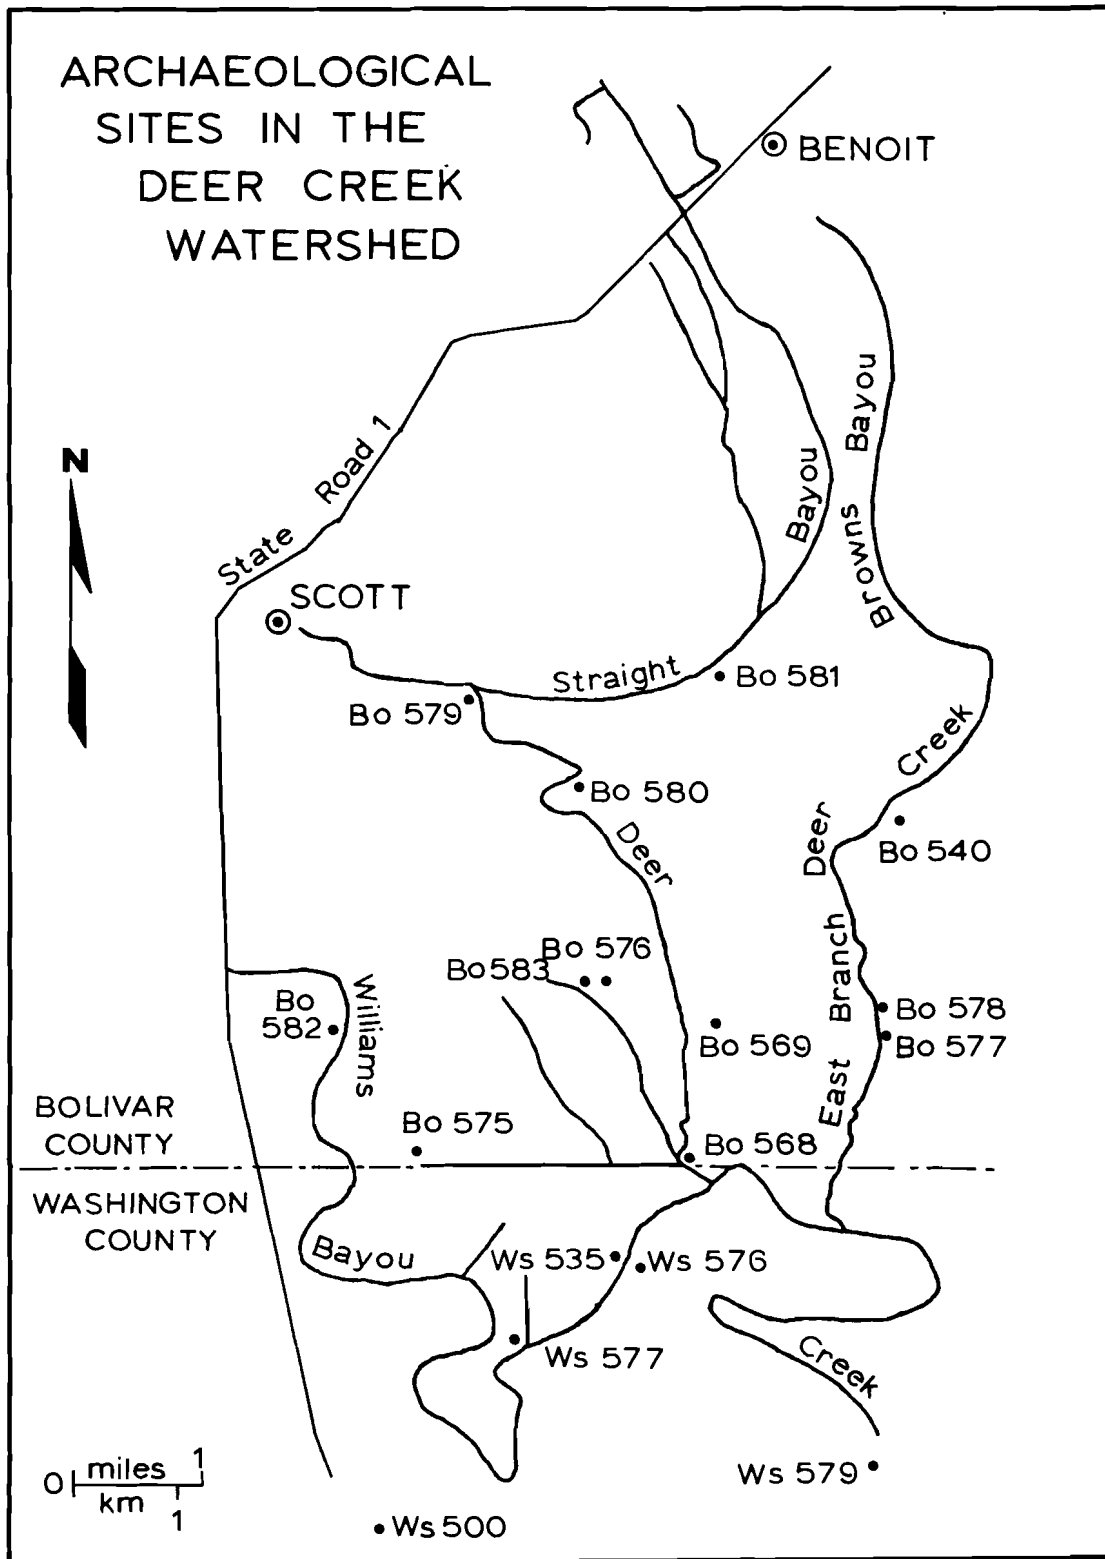 ARCHAEOLOGICAL
SITES IN THE
DEER CREEK
WATERSHED
BENOIT
Bayou
Browns
Bayou
State Road 1
N
SCOTT
Straight
Bo 581
Bo 579
Creek
Bo 580
Deer
Deer
Bo 540
Bo 576
Bo 583
Williams
Bo
582
East Branch
Bo 578
Bo 569
Bo 577
BOLIVAR
COUNTY
Bo 575
Bo 568
WASHINGTON
COUNTY
Bayou
Ws 535
Ws 576
Ws 577
Creek
0 miles 1
km
1
Ws 579
Ws 500